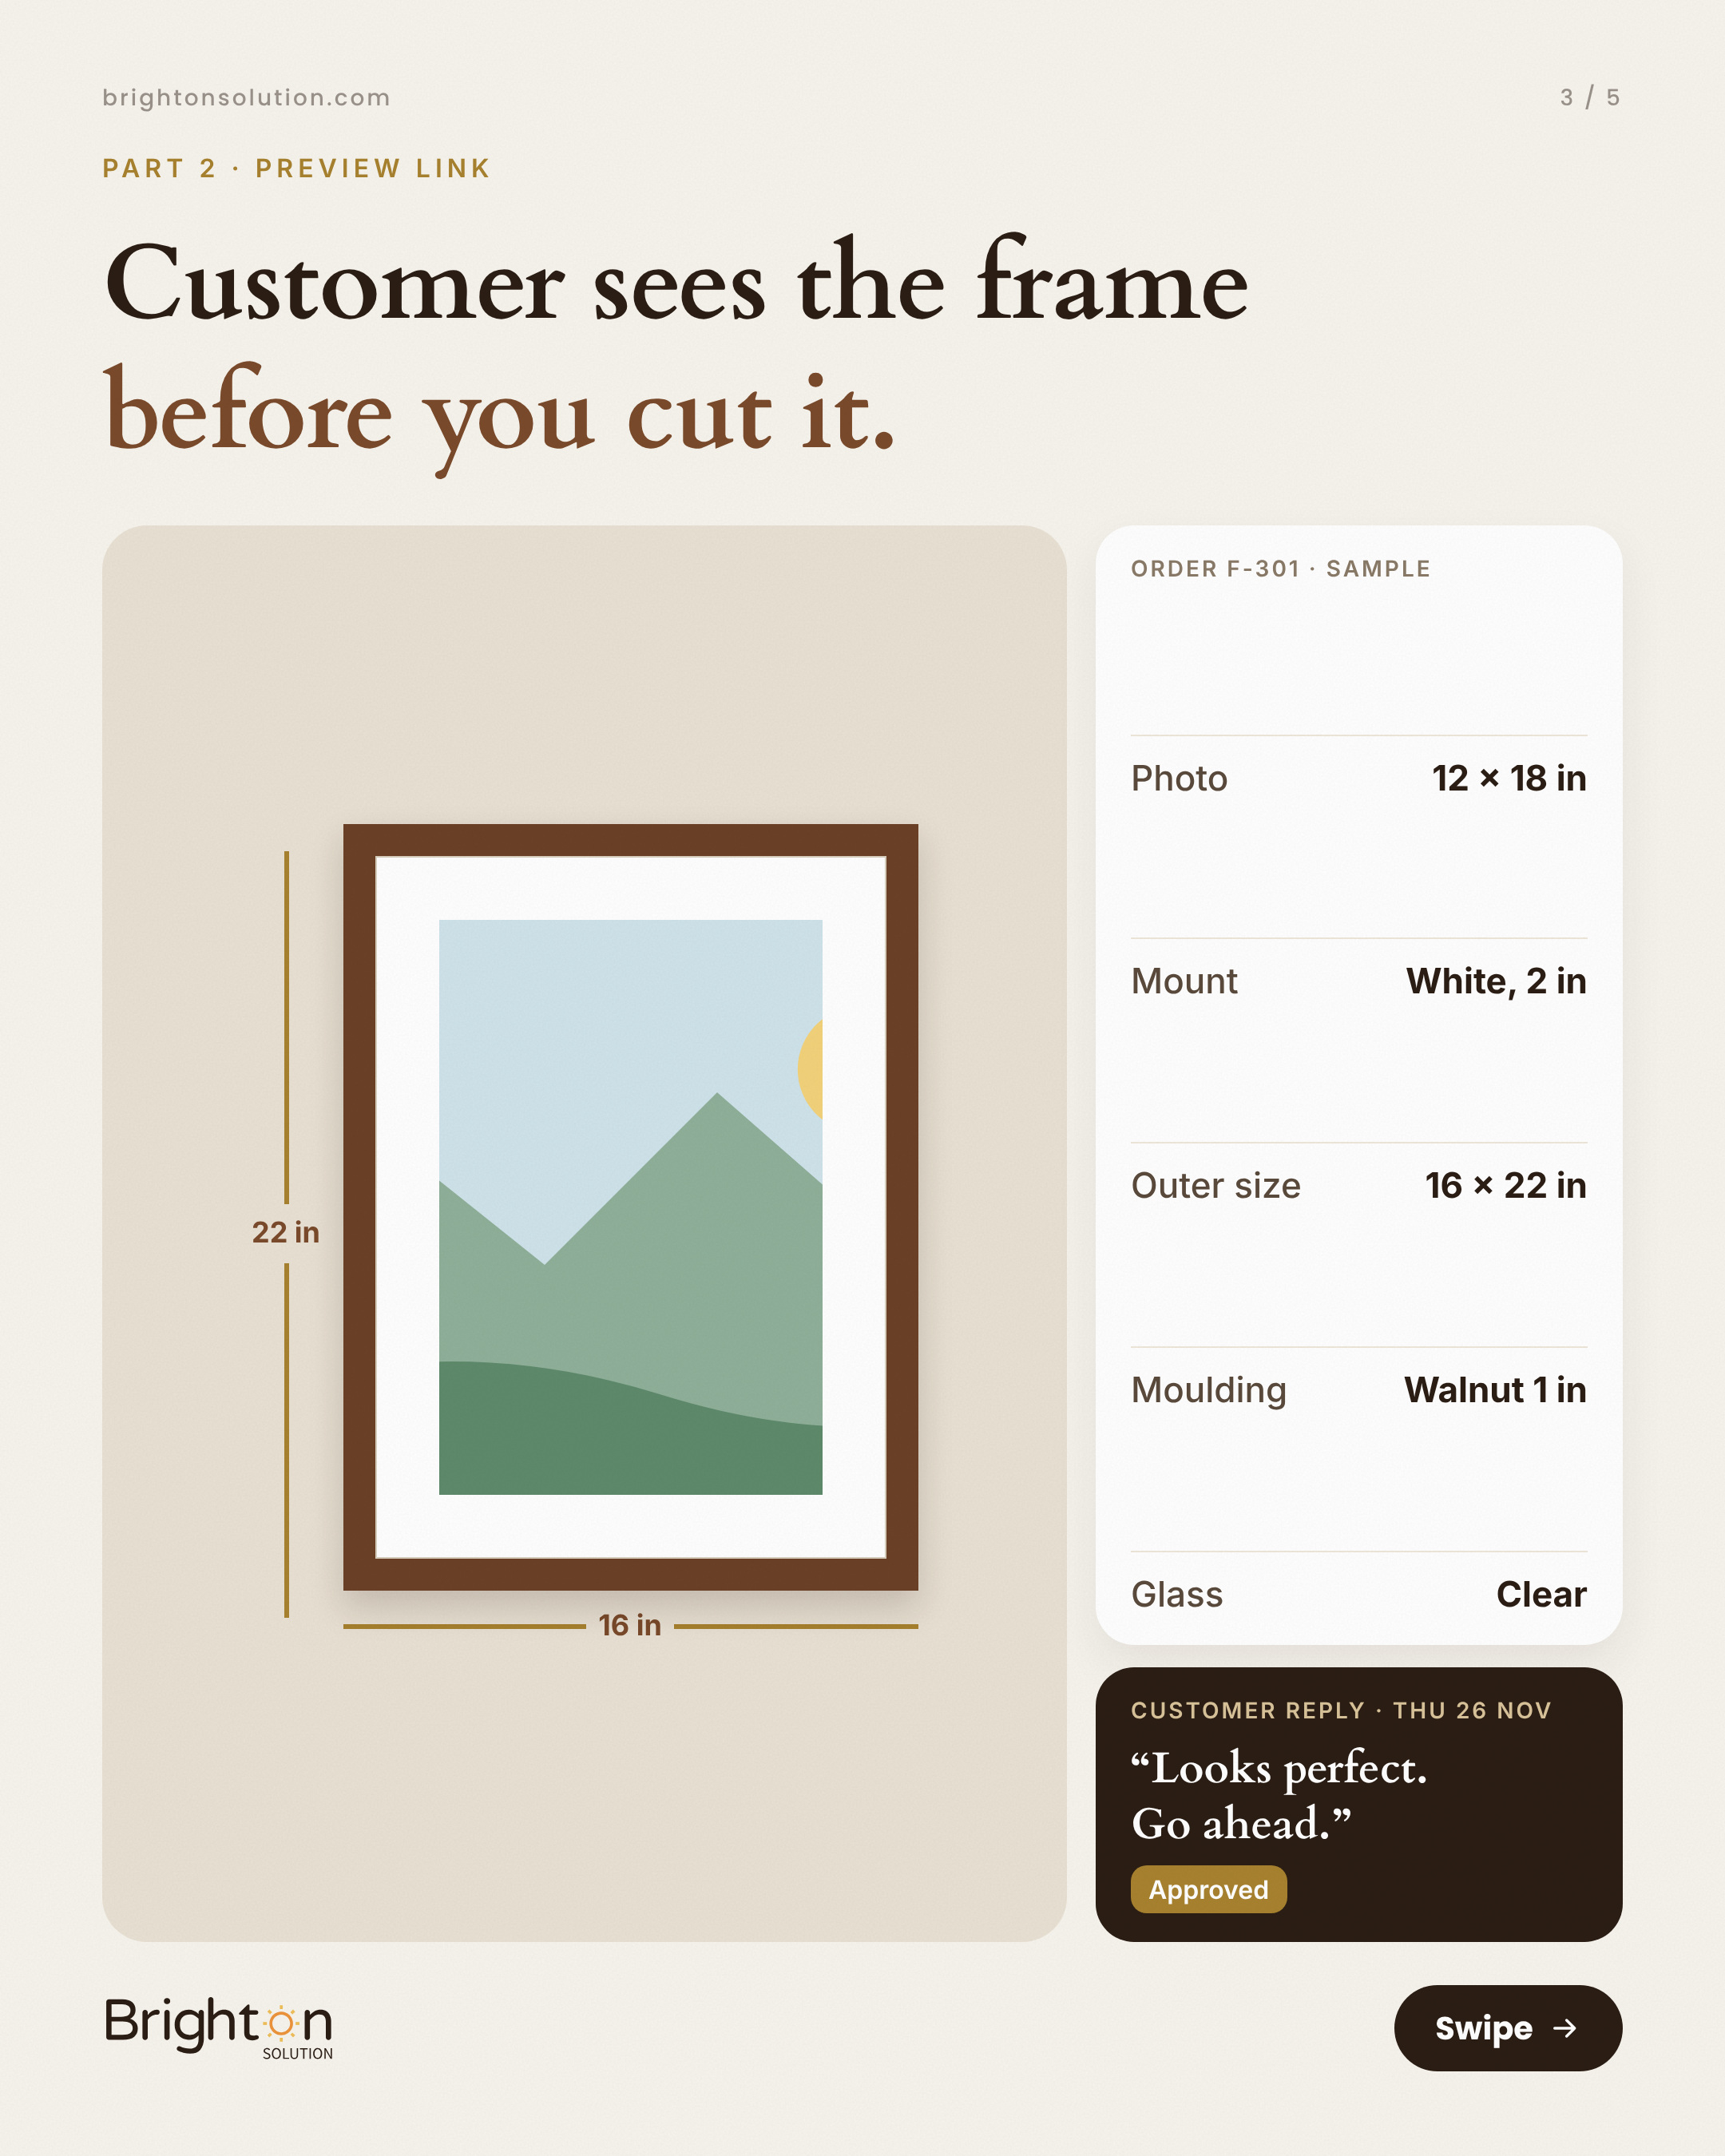 brightonsolution.com
3 / 5
PART 2 · PREVIEW LINK
Customer sees the frame
before you cut it.
22 in
16 in
ORDER F-301 · SAMPLE
Photo 12 × 18 in
Mount White, 2 in
Outer size 16 × 22 in
Moulding Walnut 1 in
Glass Clear
CUSTOMER REPLY · THU 26 NOV
“Looks perfect.
Go ahead.”
Approved
Brighton
SOLUTION
Swipe →